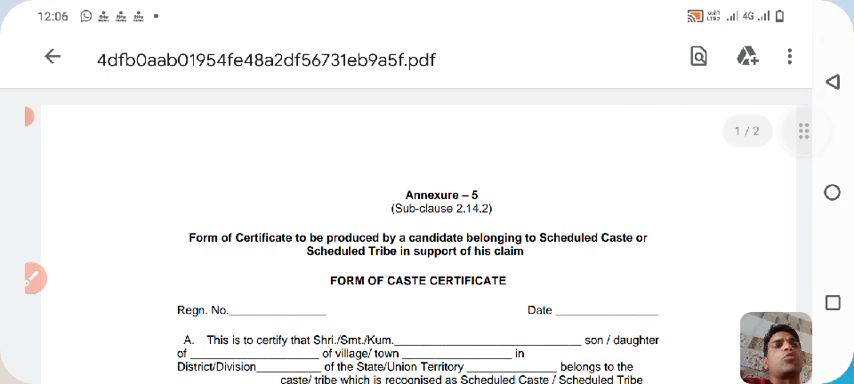 12:06
4G
4dfb0aab01954fe48a2df56731eb9a5f.pdf
1 / 2
Annexure – 5
(Sub-clause 2.14.2)
Form of Certificate to be produced by a candidate belonging to Scheduled Caste or
Scheduled Tribe in support of his claim
FORM OF CASTE CERTIFICATE
Regn. No.________________ Date _________________
A. This is to certify that Shri./Smt./Kum.______________________________ son / daughter
of _____________________ of village/ town __________________ in
District/Division__________ of the State/Union Territory ______________ belongs to the
caste/ tribe which is recognised as Scheduled Caste / Scheduled Tribe